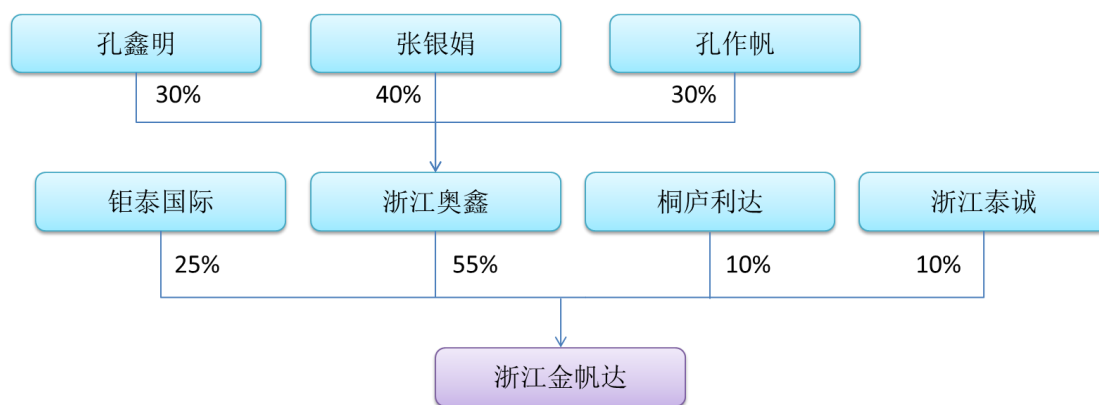 孔鑫明
张银娟
孔作帆
30%
40%
30%
钜泰国际
浙江奥鑫
桐庐利达
浙江泰诚
25%
55%
10%
10%
浙江金帆达